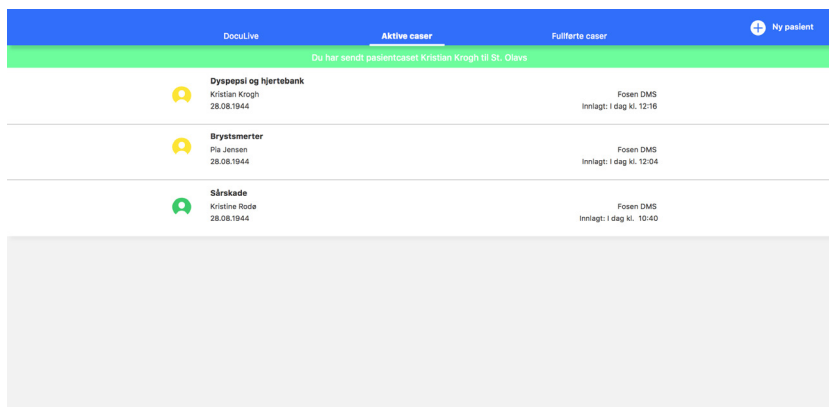 DocuLive
Aktive caser
Fullførte caser
Ny pasient
Du har sendt pasientcaset Kristian Krogh til St. Olavs
Dyspepsi og hjertebank
Kristian Krogh
28.08.1944
Fosen DMS
Innlagt: I dag kl. 12:16
Brystsmerter
Pia Jensen
28.08.1944
Fosen DMS
Innlagt: I dag kl. 12:04
Sårskade
Kristine Rodø
28.08.1944
Fosen DMS
Innlagt: I dag kl. 10:40